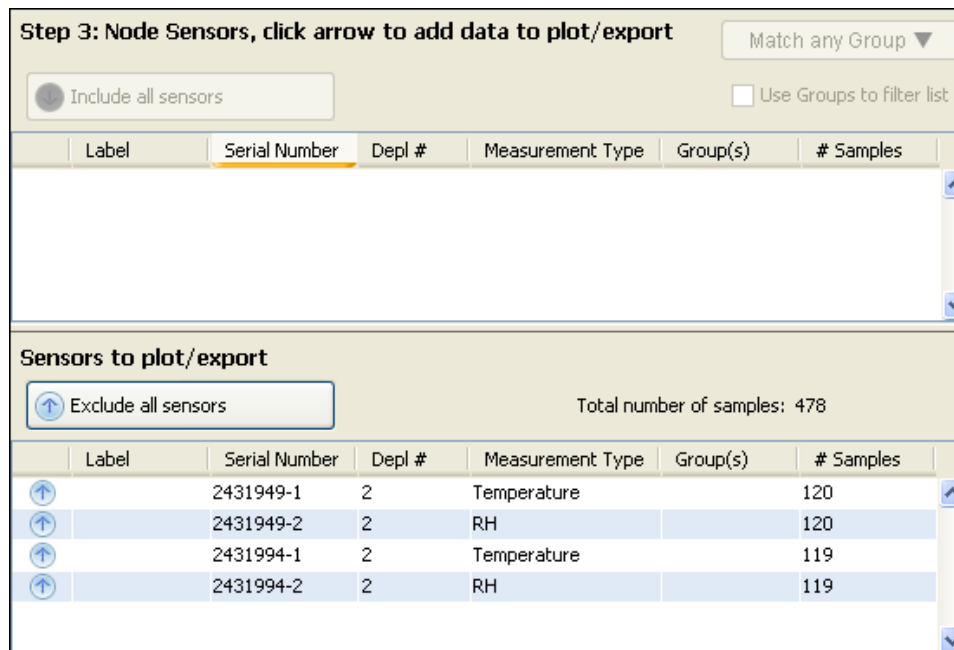 Step 3: Node Sensors, click arrow to add data to plot/export
Match any Group ▼
Include all sensors
Use Groups to filter list
Label Serial Number Depl # Measurement Type Group(s) # Samples
Sensors to plot/export
Exclude all sensors
Total number of samples: 478
Label Serial Number Depl # Measurement Type Group(s) # Samples
2431949-1 2 Temperature 120
2431949-2 2 RH 120
2431994-1 2 Temperature 119
2431994-2 2 RH 119